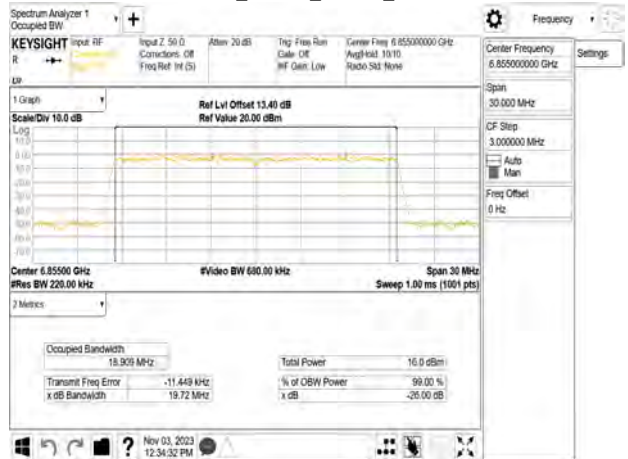 Spectrum Analyzer 1
Occupied BW
+
Frequency
KEYSIGHT
Input: RF
Input Z: 50 Ω
Corrections: Off
Freq Ref: Int (S)
Atten: 20 dB
Trig: Free Run
Gate: Off
#IF Gain: Low
Center Freq: 6.855000000 GHz
Avg|Hold: 10/10
Radio Std: None
R
Center Frequency
6.855000000 GHz
Settings
Span
30.000 MHz
CF Step
3.000000 MHz
Auto
Man
Freq Offset
0 Hz
1 Graph
Scale/Div 10.0 dB
Ref Lvl Offset 13.40 dB
Ref Value 20.00 dBm
Log
Center 6.85500 GHz
#Res BW 220.00 kHz
#Video BW 680.00 kHz
Span 30 MHz
Sweep 1.00 ms (1001 pts)
2 Metrics
Occupied Bandwidth
18.909 MHz
Total Power
16.0 dBm
Transmit Freq Error
-11.449 kHz
% of OBW Power
99.00 %
x dB Bandwidth
19.72 MHz
x dB
-26.00 dB
?
Nov 03, 2023
12:34:32 PM